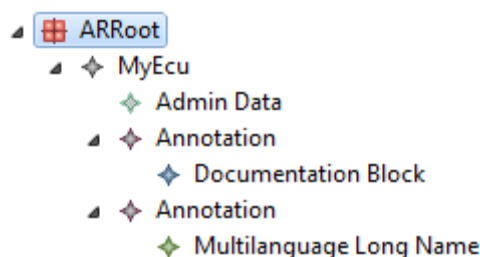 ARRoot
MyEcu
Admin Data
Annotation
Documentation Block
Annotation
Multilanguage Long Name